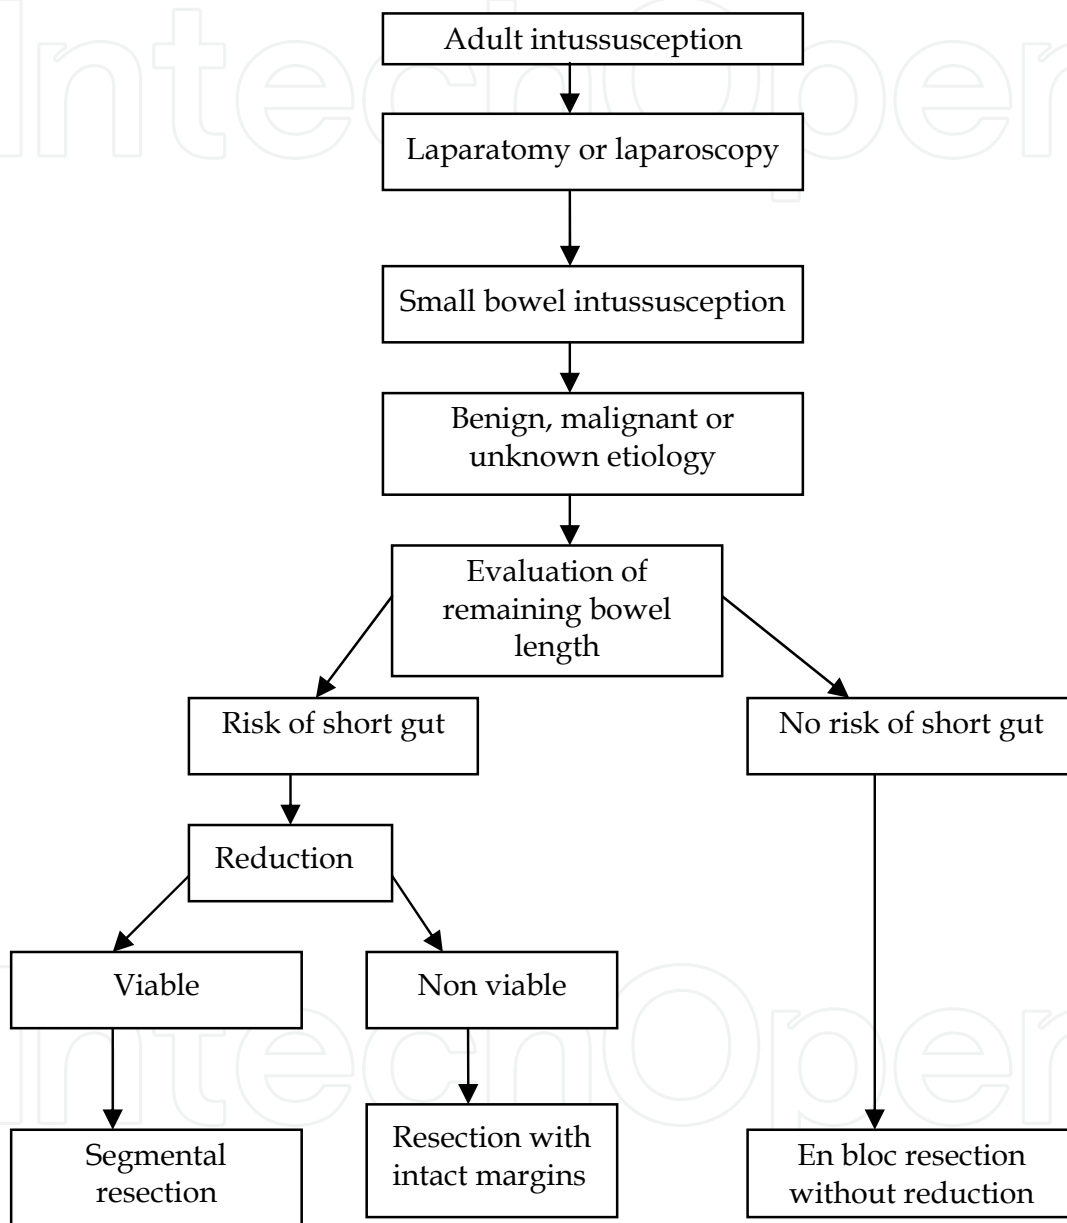 IntechOpen
Adult intussusception
Laparatomy or laparoscopy
Small bowel intussusception
Benign, malignant or
unknown etiology
Evaluation of
remaining bowel
length
Risk of short gut
No risk of short gut
Reduction
Viable
Non viable
IntechOpen
Segmental
resection
Resection with
intact margins
En bloc resection
without reduction